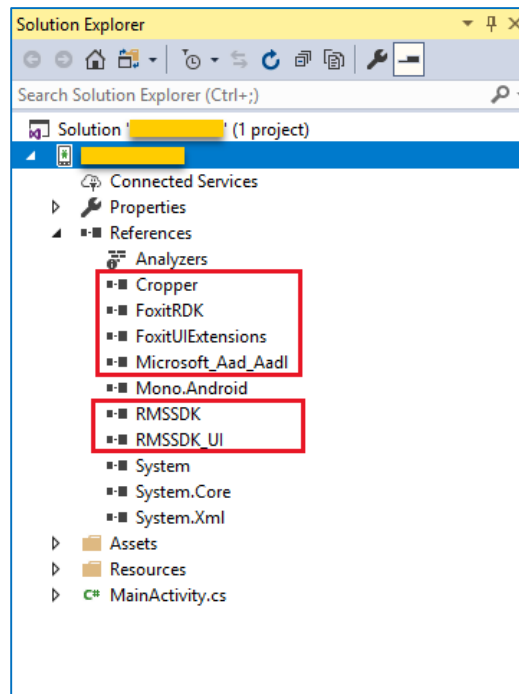 Solution Explorer
Search Solution Explorer (Ctrl+;)
Solution ' ' (1 project)
Connected Services
Properties
References
Analyzers
Cropper
FoxitRDK
FoxitUIExtensions
Microsoft_Aad_Aadl
Mono.Android
RMSSDK
RMSSDK_UI
System
System.Core
System.Xml
Assets
Resources
C# MainActivity.cs